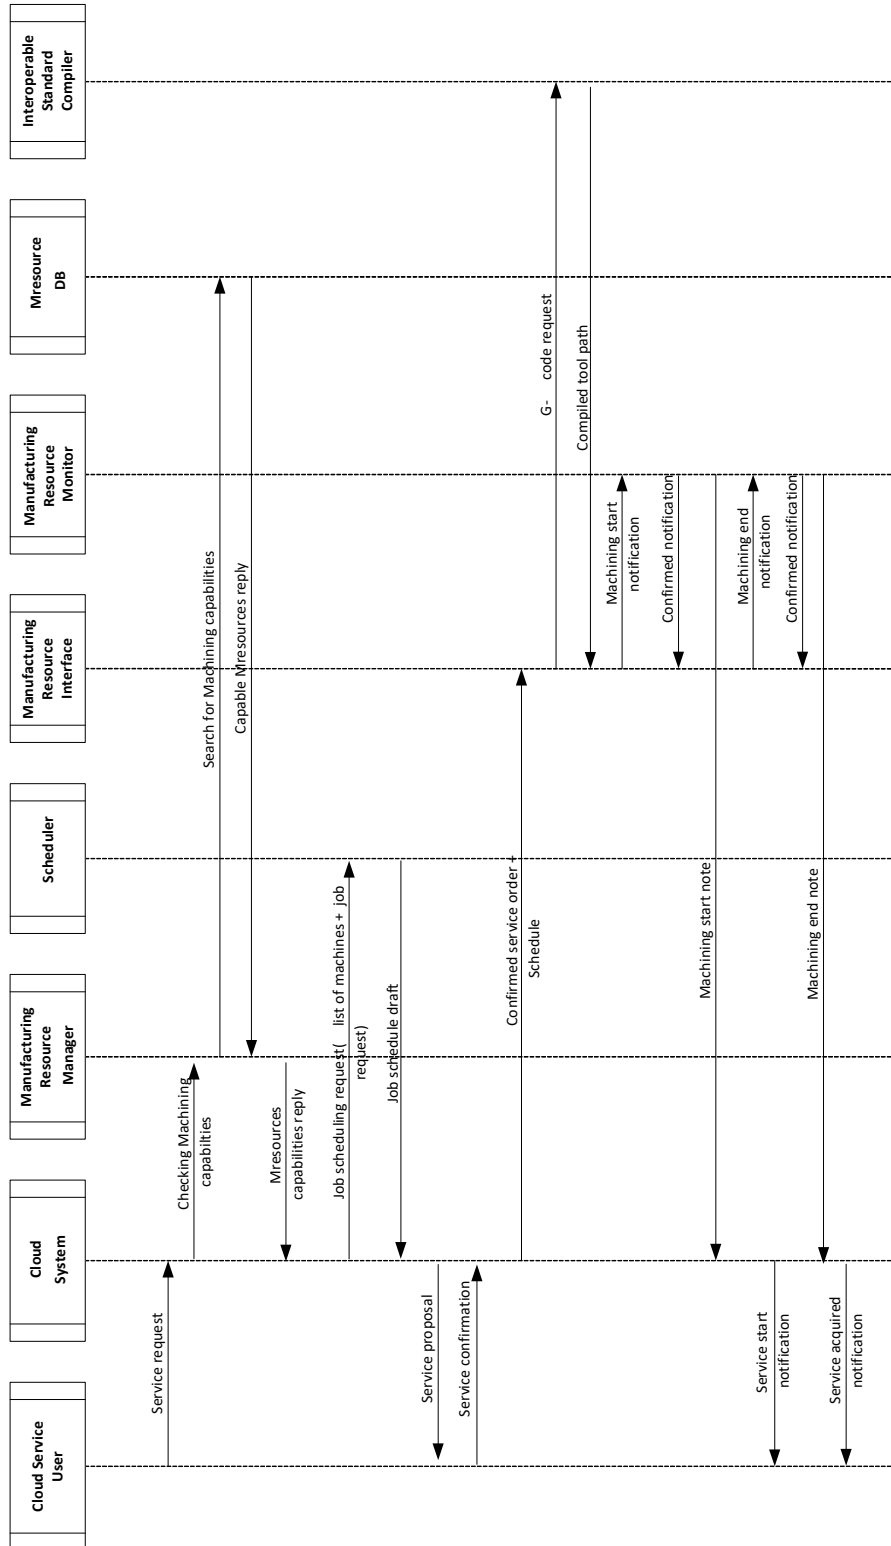 Cloud Service
User
Cloud
System
Manufacturing
Resource
Manager
Scheduler
Manufacturing
Resource
Interface
Manufacturing
Resource
Monitor
Mresource
DB
Interoperable
Standard
Compiler
Service request
Checking Machining
capabilties
Search for Machining capabilities
Capable Mresources reply
Mresources
capabilities reply
Job scheduling request( list of machines + job
request)
Job schedule draft
Service proposal
Service confirmation
Confirmed service order +
Schedule
G- code request
Compiled tool path
Machining start
notification
Confirmed notification
Machining start note
Service start
notification
Machining end
notification
Confirmed notification
Machining end note
Service acquired
notification